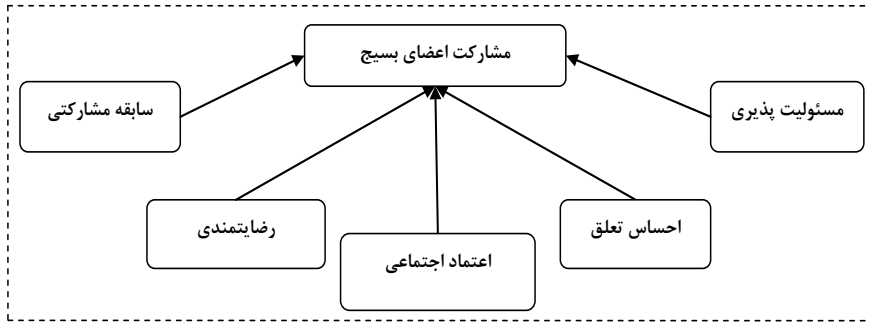 مشارکت اعضای بسیج
مسئولیت پذیری
سابقه مشارکتی
احساس تعلق
رضایتمندی
اعتماد اجتماعی